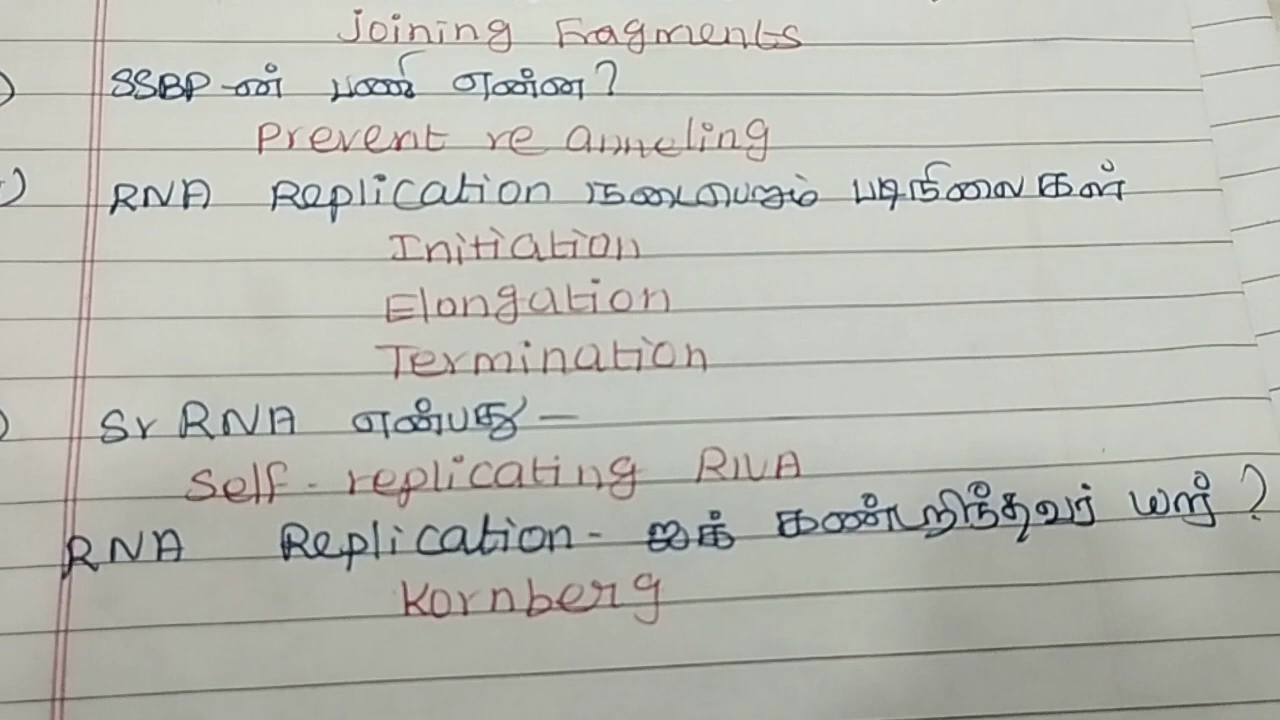 Joining Fragments
SSBP-ன் பணி என்ன?
Prevent re anneling
RNA Replication நடைபெறும் படிநிலைகள்
Initiation
Elongation
Termination
Sr RNA என்பது —
Self-replicating RNA
RNA Replication- ஐக் கண்டறிந்தவர் யார்?
Kornberg